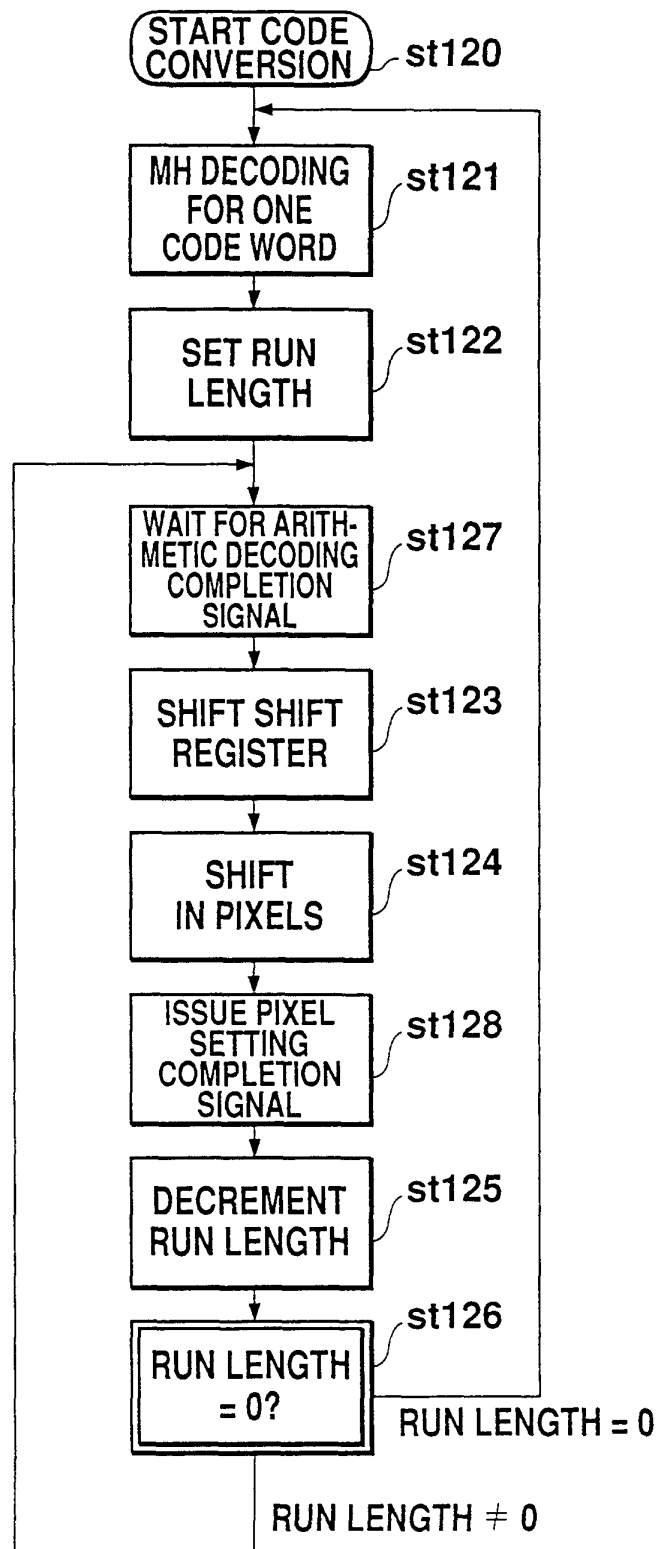 START CODE
CONVERSION
st120
MH DECODING
FOR ONE
CODE WORD
st121
SET RUN
LENGTH
st122
WAIT FOR ARITH-
METIC DECODING
COMPLETION
SIGNAL
st127
SHIFT SHIFT
REGISTER
st123
SHIFT
IN PIXELS
st124
ISSUE PIXEL
SETTING
COMPLETION
SIGNAL
st128
DECREMENT
RUN LENGTH
st125
RUN LENGTH
= 0?
st126
RUN LENGTH = 0
RUN LENGTH ≠ 0